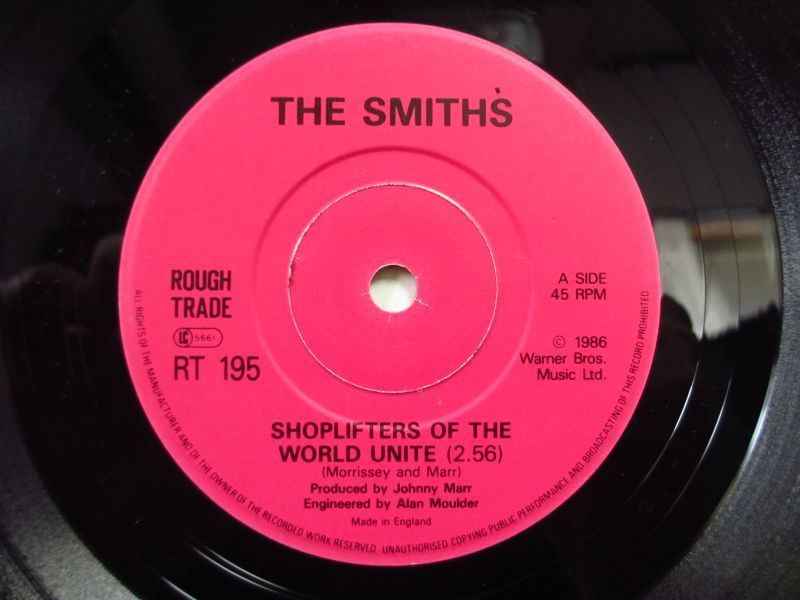 THE SMITHS
ROUGH
TRADE
LC 5661
RT 195
A SIDE
45 RPM
© 1986
Warner Bros.
Music Ltd.
SHOPLIFTERS OF THE
WORLD UNITE (2.56)
(Morrissey and Marr)
Produced by Johnny Marr
Engineered by Alan Moulder
Made in England
ALL RIGHTS OF THE MANUFACTURER AND OF THE OWNER OF THE RECORDED WORK RESERVED UNAUTHORISED COPYING PUBLIC PERFORMANCE AND BROADCASTING OF THIS RECORD PROHIBITED